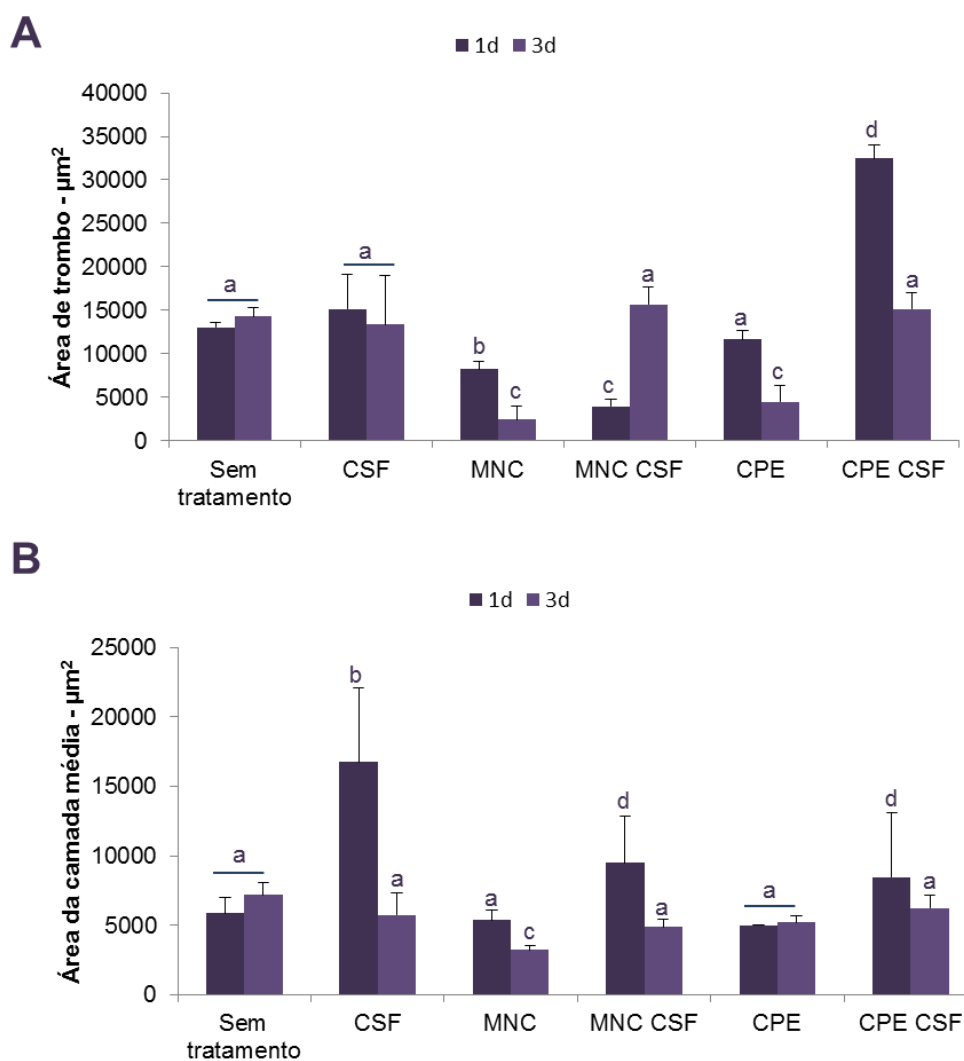 A
1d 3d
Área de trombo - µm²
40000
35000
30000
25000
20000
15000
10000
5000
0
a
a
b
c
c
a
a
c
d
a
Sem tratamento
CSF
MNC
MNC CSF
CPE
CPE CSF
B
1d 3d
Área da camada média - µm²
25000
20000
15000
10000
5000
0
a
b
a
a
c
d
a
a
d
a
Sem tratamento
CSF
MNC
MNC CSF
CPE
CPE CSF